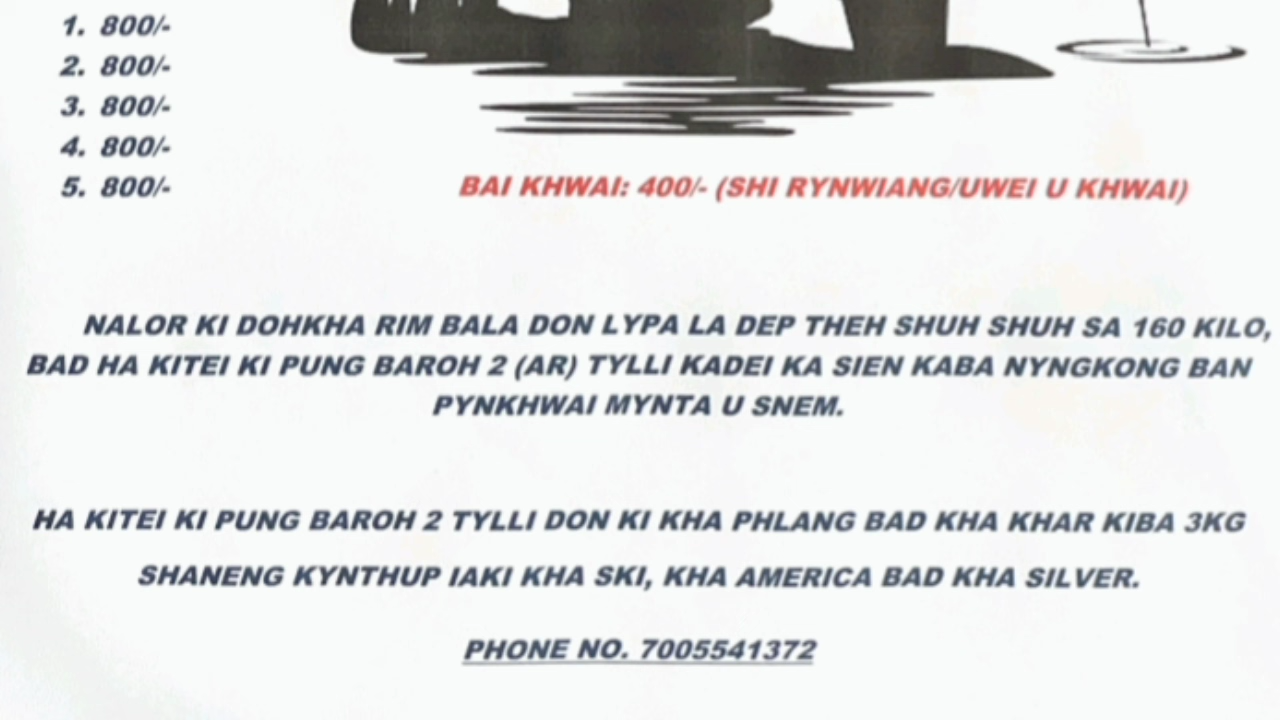 1. 800/-
2. 800/-
3. 800/-
4. 800/-
5. 800/-
BAI KHWAI: 400/- (SHI RYNWIANG/UWEI U KHWAI)
NALOR KI DOHKHA RIM BALA DON LYPA LA DEP THEH SHUH SHUH SA 160 KILO,
BAD HA KITEI KI PUNG BAROH 2 (AR) TYLLI KADEI KA SIEN KABA NYNGKONG BAN
PYNKHWAI MYNTA U SNEM.
HA KITEI KI PUNG BAROH 2 TYLLI DON KI KHA PHLANG BAD KHA KHAR KIBA 3KG
SHANENG KYNTHUP IAKI KHA SKI, KHA AMERICA BAD KHA SILVER.
PHONE NO. 7005541372